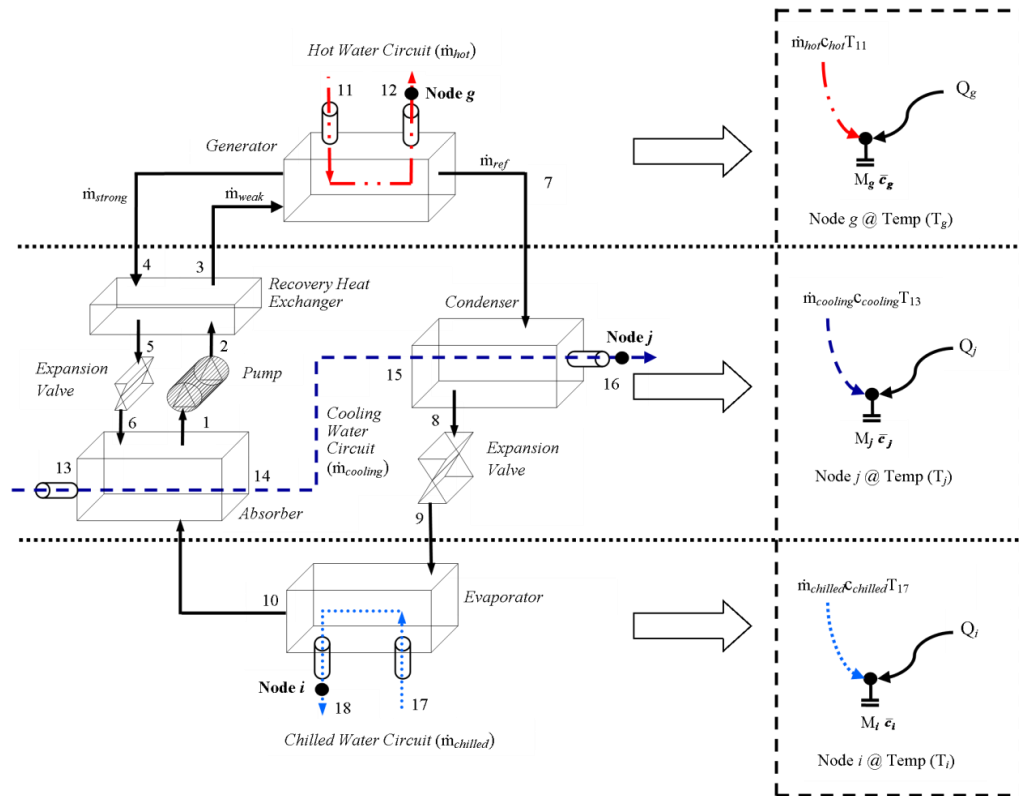 Hot Water Circuit (ṁhot)
11
12
Node g
Generator
ṁref
7
ṁstrong
ṁweak
ṁhotchotT11
Qg
Mg c̄g
Node g @ Temp (Tg)
4
3
Recovery Heat
Exchanger
5
2
Expansion
Valve
Pump
6
1
13
14
Absorber
Cooling
Water
Circuit
(ṁcooling)
Condenser
Node j
15
16
8
Expansion
Valve
9
ṁcoolingccoolingT13
Qj
Mj c̄j
Node j @ Temp (Tj)
10
Evaporator
Node i
18
17
Chilled Water Circuit (ṁchilled)
ṁchilledcchilledT17
Qi
Mi c̄i
Node i @ Temp (Ti)